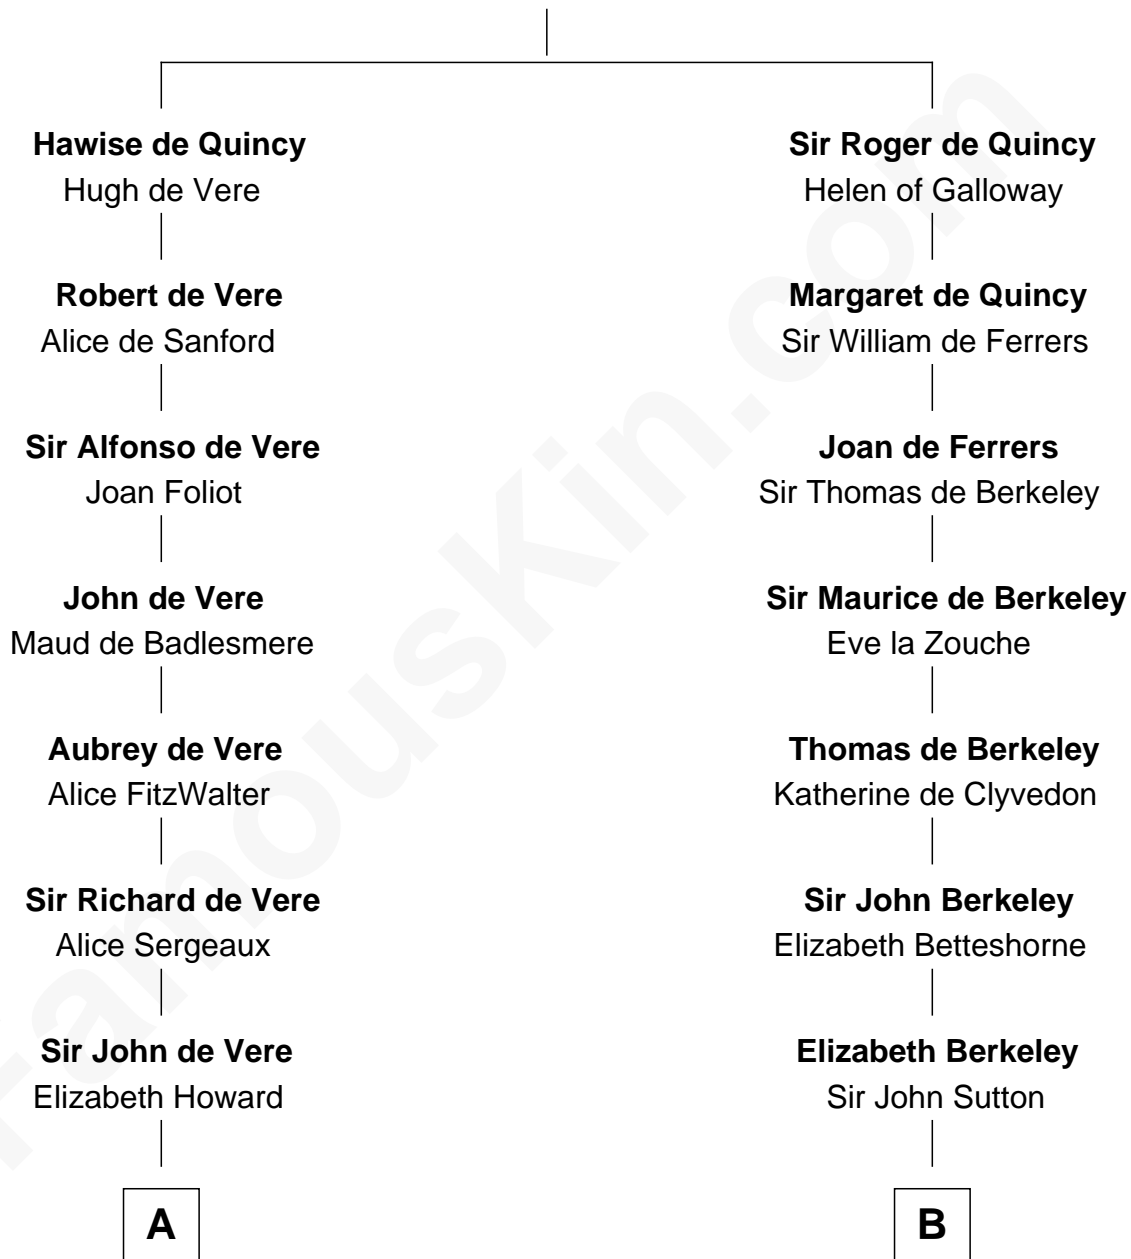 Hawise de Quincy
Hugh de Vere
Robert de Vere
Alice de Sanford
Sir Alfonso de Vere
Joan Foliot
John de Vere
Maud de Badlesmere
Aubrey de Vere
Alice FitzWalter
Sir Richard de Vere
Alice Sergeaux
Sir John de Vere
Elizabeth Howard
A
Sir Roger de Quincy
Helen of Galloway
Margaret de Quincy
Sir William de Ferrers
Joan de Ferrers
Sir Thomas de Berkeley
Sir Maurice de Berkeley
Eve la Zouche
Thomas de Berkeley
Katherine de Clyvedon
Sir John Berkeley
Elizabeth Betteshorne
Elizabeth Berkeley
Sir John Sutton
B
FamousKin.com